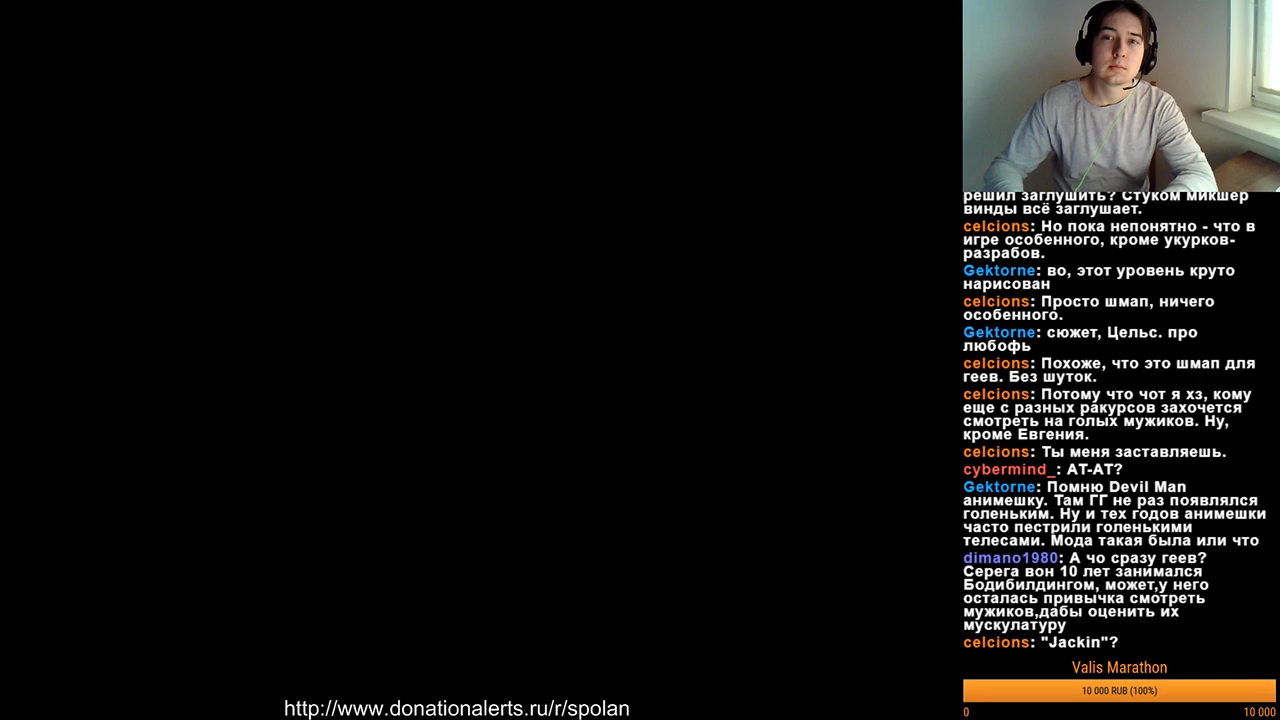 решил заглушить? Стуком микшер
винды всё заглушает.
celcions: Но пока непонятно - что в
игре особенного, кроме укурков-
разрабов.
Gektorne: во, этот уровень круто
нарисован
celcions: Просто шмап, ничего
особенного.
Gektorne: сюжет, Цельс. про
любофь
celcions: Похоже, что это шмап для
геев. Без шуток.
celcions: Потому что чот я хз, кому
еще с разных ракурсов захочется
смотреть на голых мужиков. Ну,
кроме Евгения.
celcions: Ты меня заставляешь.
cybermind_: AT-AT?
Gektorne: Помню Devil Man
анимешку. Там ГГ не раз появлялся
голеньким. Ну и тех годов анимешки
часто пестрили голенькими
телесами. Мода такая была или что
dimano1980: А чо сразу геев?
Серега вон 10 лет занимался
Бодибилдингом, может,у него
осталась привычка смотреть
мужиков,дабы оценить их
мускулатуру
celcions: "Jackin"?
Valis Marathon
10 000 RUB (100%)
0 10 000
http://www.donationalerts.ru/r/spolan